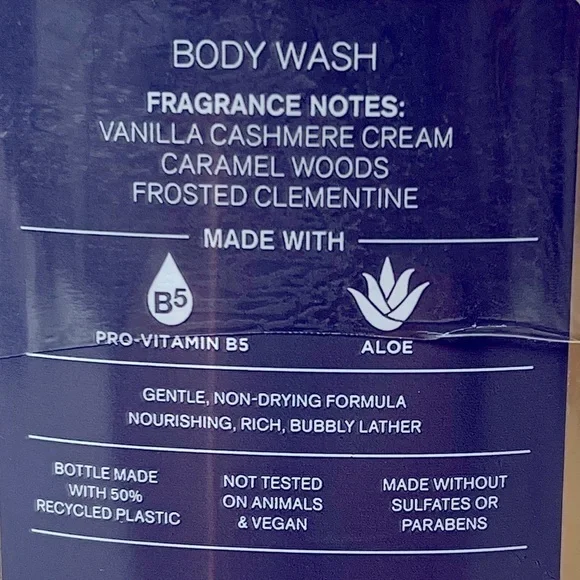 BODY WASH
FRAGRANCE NOTES:
VANILLA CASHMERE CREAM
CARAMEL WOODS
FROSTED CLEMENTINE
MADE WITH
B5
PRO-VITAMIN B5
ALOE
GENTLE, NON-DRYING FORMULA
NOURISHING, RICH, BUBBLY LATHER
BOTTLE MADE
WITH 50%
RECYCLED PLASTIC
NOT TESTED
ON ANIMALS
& VEGAN
MADE WITHOUT
SULFATES OR
PARABENS